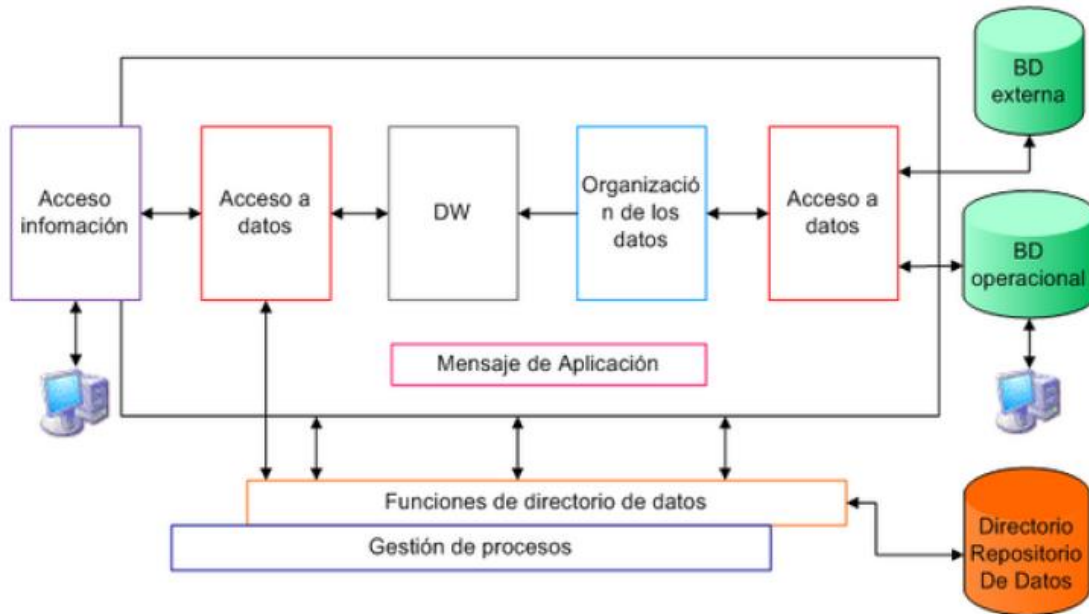 BD
externa
Acceso
infomación
Acceso a
datos
DW
Organizació
n de los
datos
Acceso a
datos
BD
operacional
Mensaje de Aplicación
Funciones de directorio de datos
Gestión de procesos
Directorio
Repositorio
De Datos